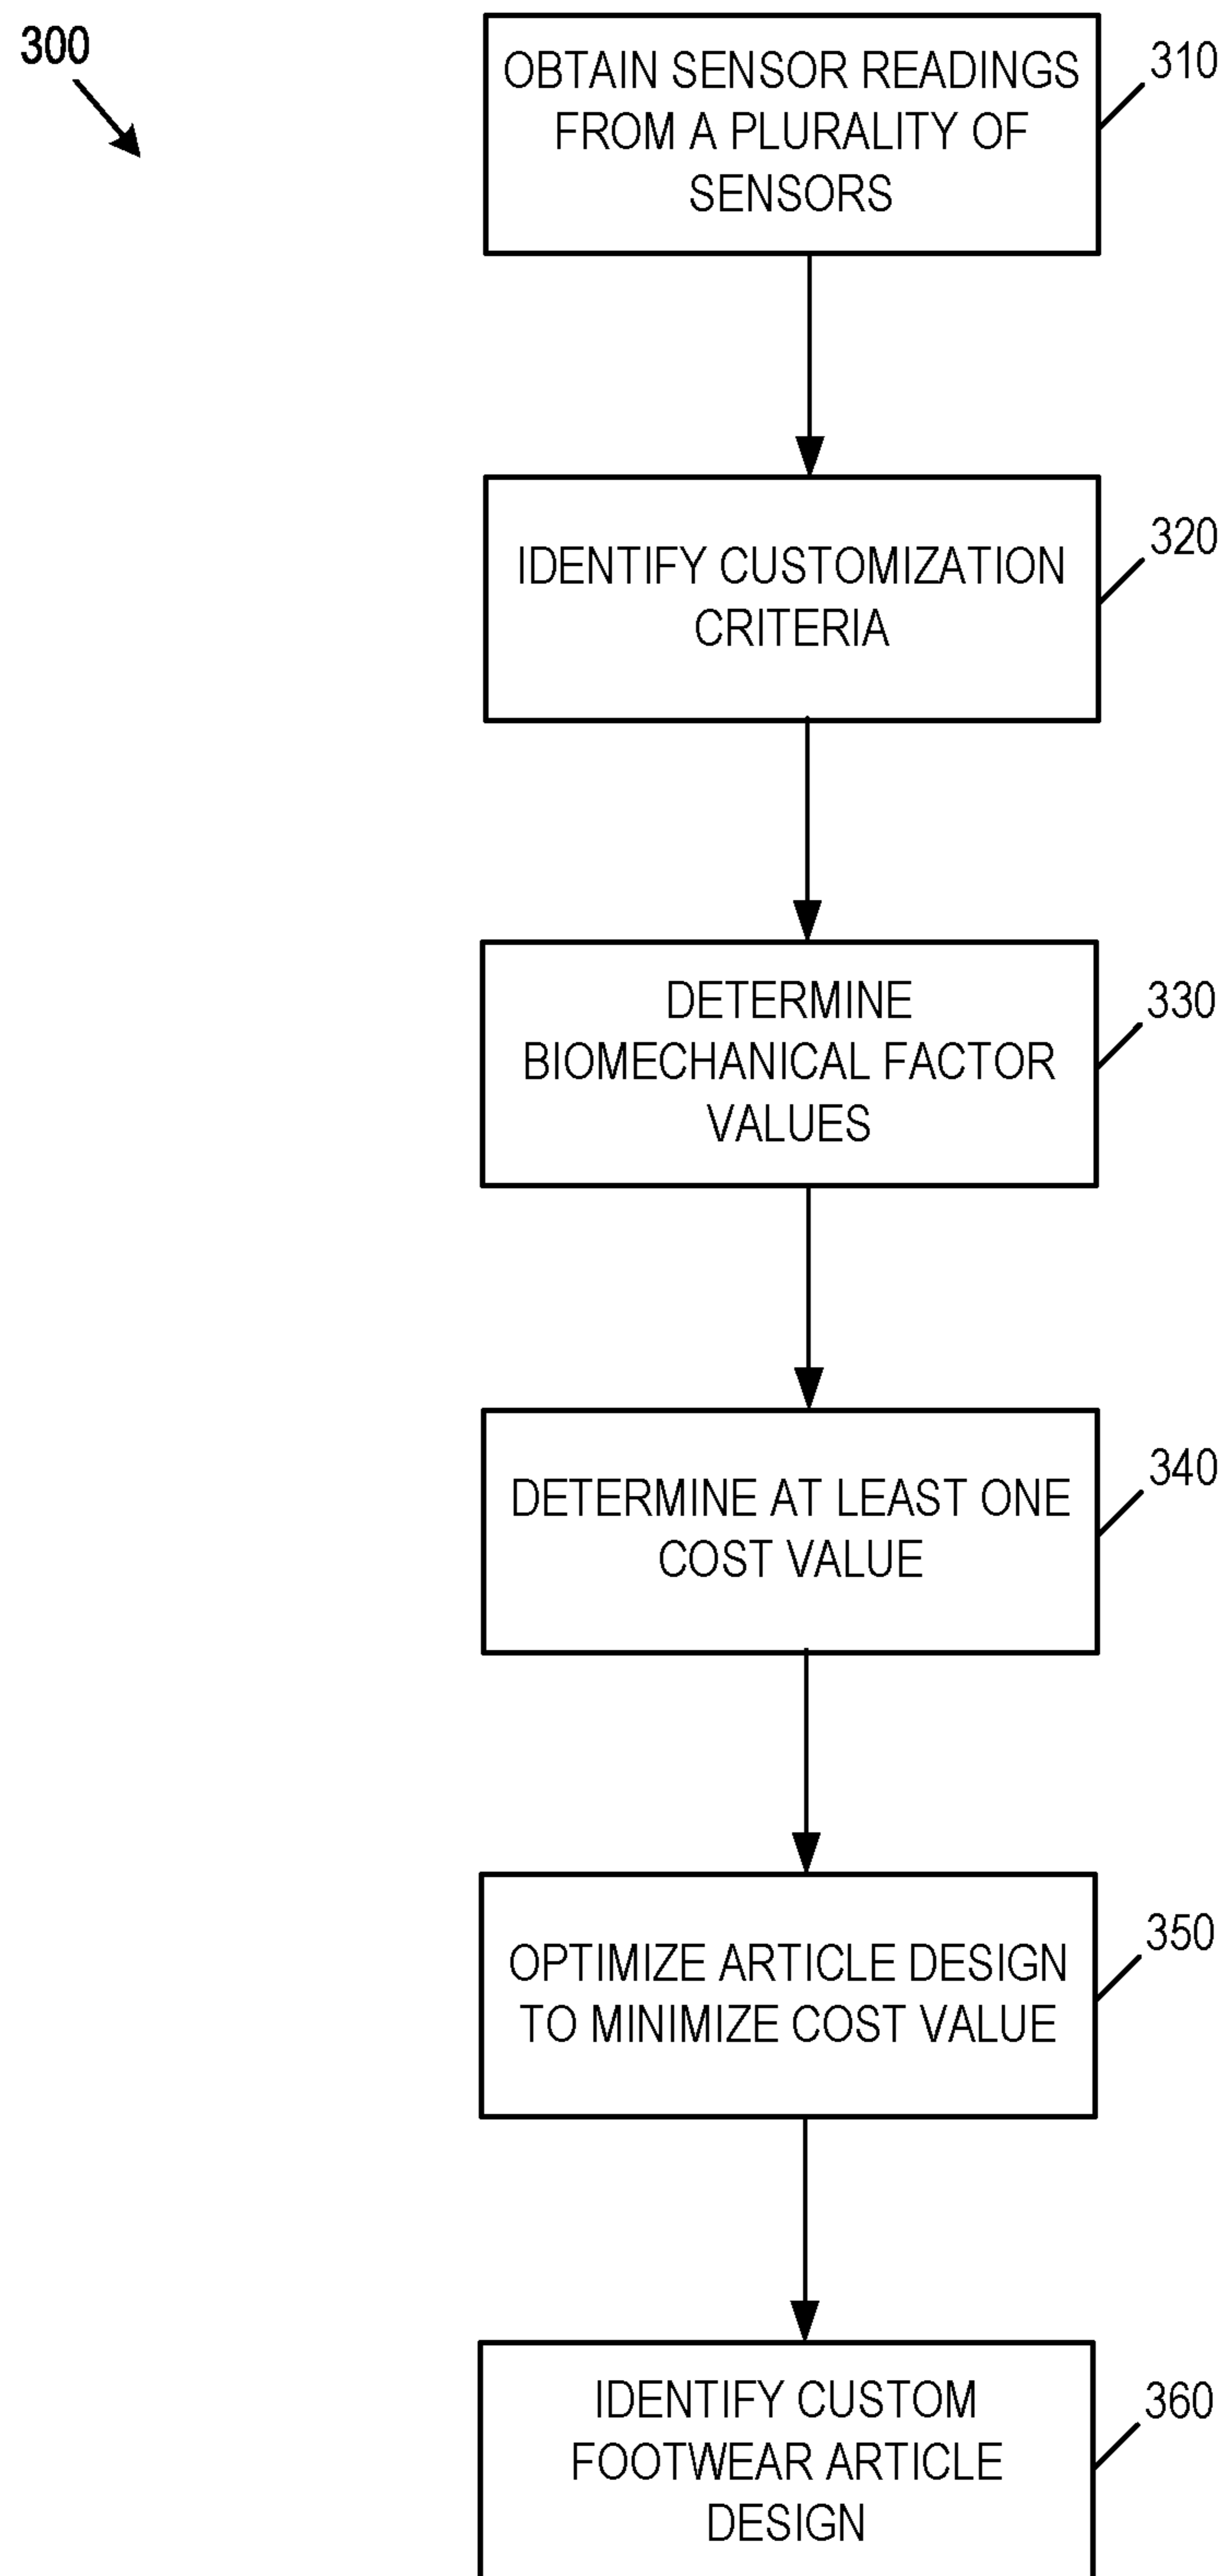 300
OBTAIN SENSOR READINGS
FROM A PLURALITY OF
SENSORS
310
IDENTIFY CUSTOMIZATION
CRITERIA
320
DETERMINE
BIOMECHANICAL FACTOR
VALUES
330
DETERMINE AT LEAST ONE
COST VALUE
340
OPTIMIZE ARTICLE DESIGN
TO MINIMIZE COST VALUE
350
IDENTIFY CUSTOM
FOOTWEAR ARTICLE
DESIGN
360